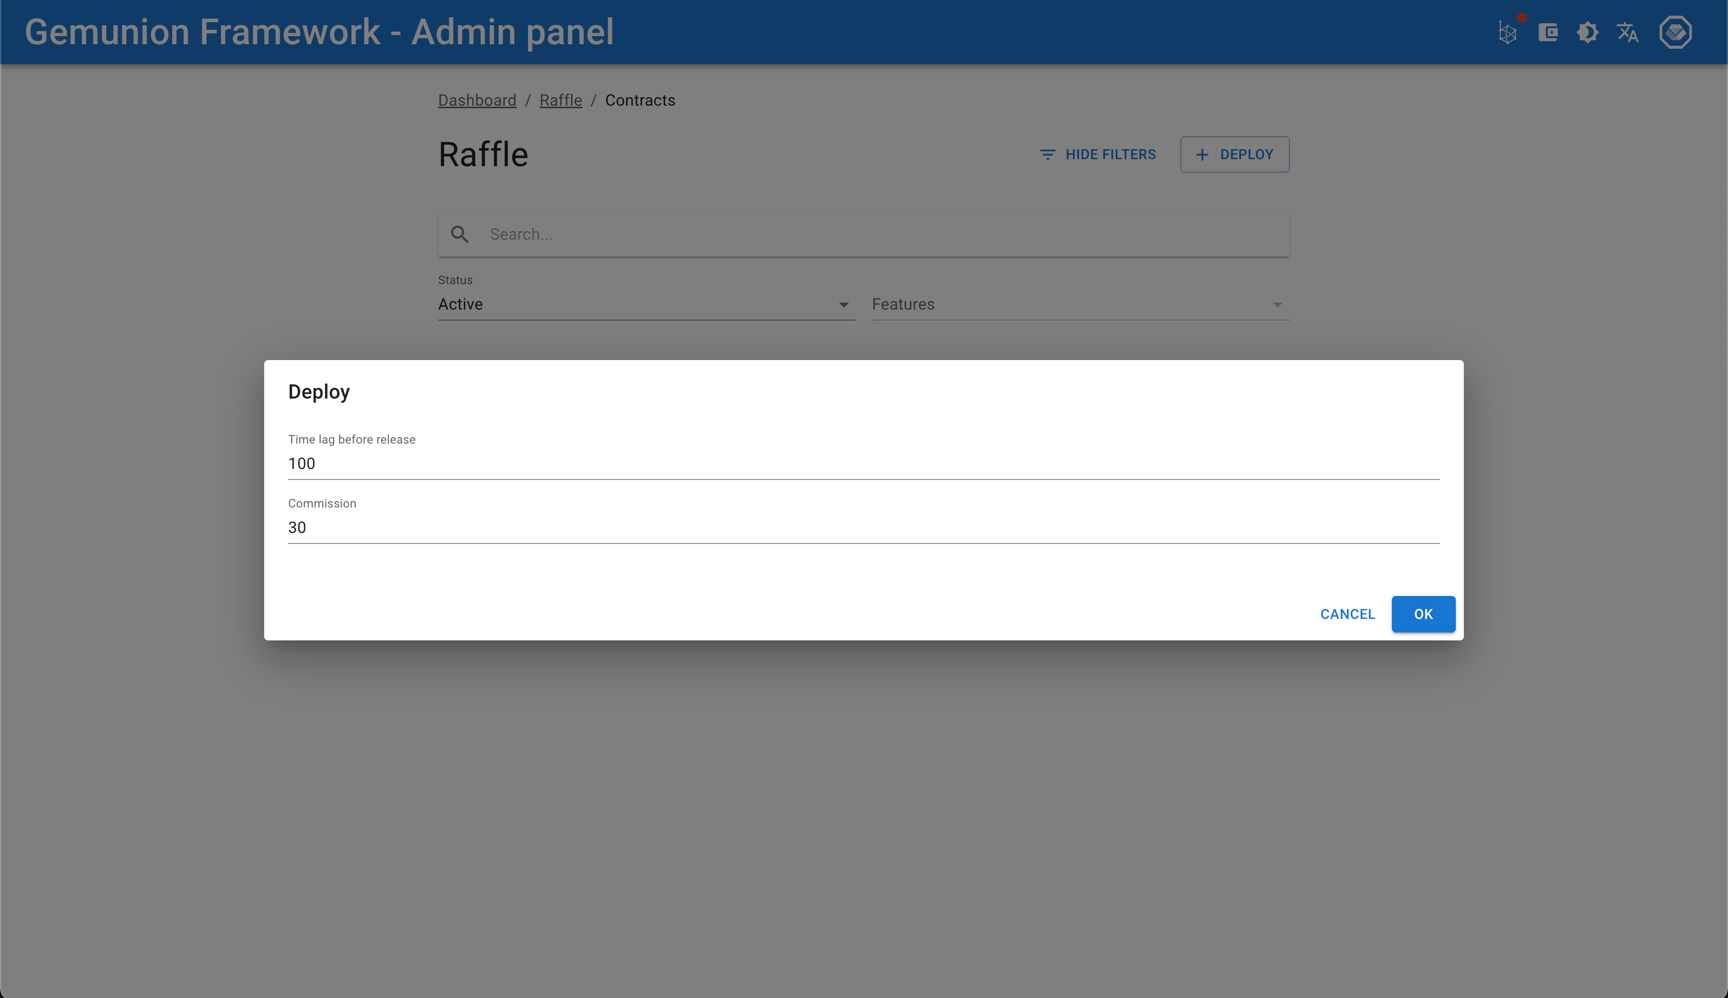 Gemunion Framework - Admin panel
Dashboard / Raffle / Contracts
Raffle
HIDE FILTERS
+ DEPLOY
Search...
Status
Active
Features
Deploy
Time lag before release
100
Commission
30
CANCEL
OK